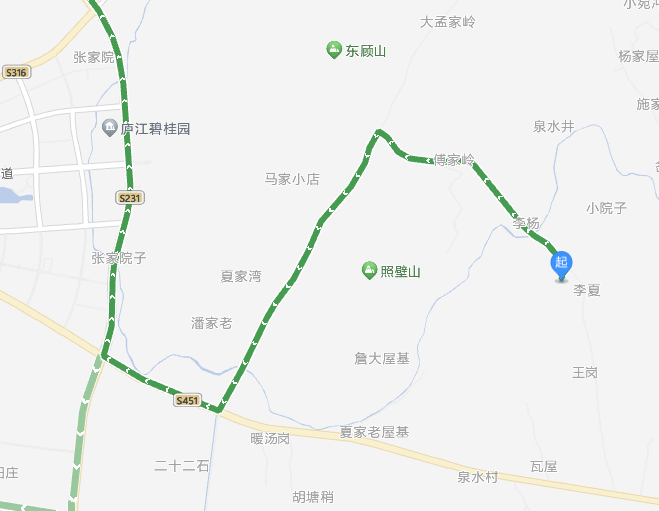 大孟家岭
东顾山
张家院
杨家屋
S316
施家
庐江碧桂园
泉水井
傅家岭
道
马家小店
S231
小院子
李杨
张家院子
起
照壁山
夏家湾
李夏
潘家老
詹大屋基
王岗
S451
夏家老屋基
暖汤岗
二十二石
瓦屋
泉水村
田庄
胡塘稍